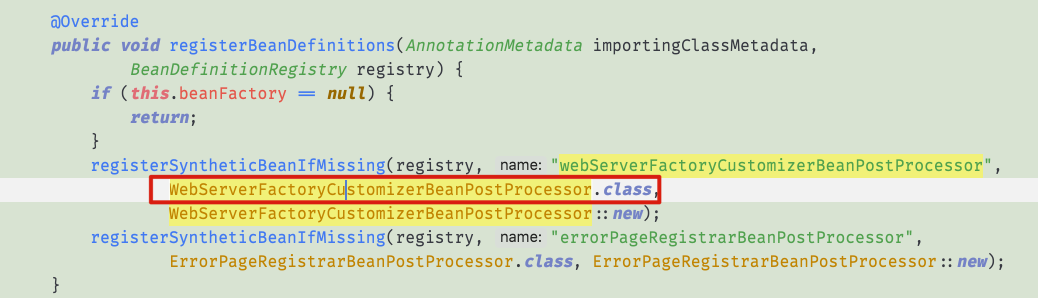 @Override
public void registerBeanDefinitions(AnnotationMetadata importingClassMetadata,
BeanDefinitionRegistry registry) {
if (this.beanFactory == null) {
return;
}
registerSyntheticBeanIfMissing(registry, name: "webServerFactoryCustomizerBeanPostProcessor",
WebServerFactoryCustomizerBeanPostProcessor.class,
WebServerFactoryCustomizerBeanPostProcessor::new);
registerSyntheticBeanIfMissing(registry, name: "errorPageRegistrarBeanPostProcessor",
ErrorPageRegistrarBeanPostProcessor.class, ErrorPageRegistrarBeanPostProcessor::new);
}